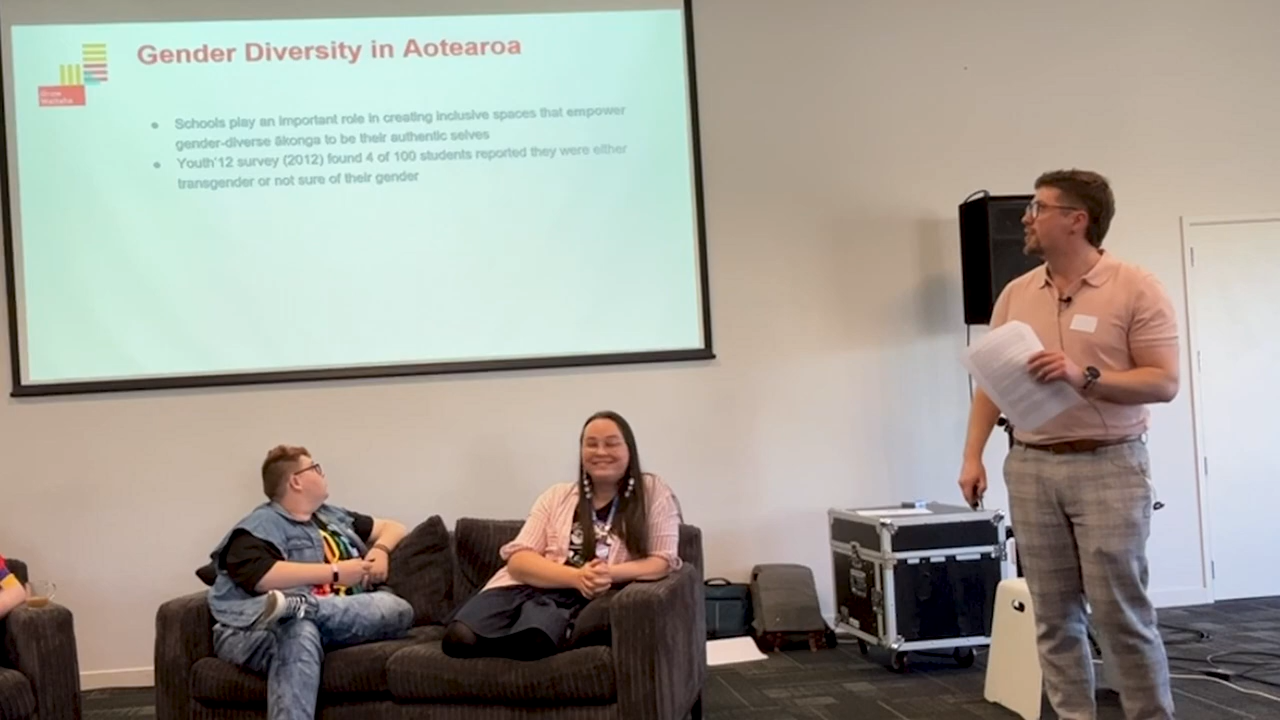 Gender Diversity in Aotearoa
Grow
Waitaha
Schools play an important role in creating inclusive spaces that empower
gender-diverse ākonga to be their authentic selves
Youth'12 survey (2012) found 4 of 100 students reported they were either
transgender or not sure of their gender